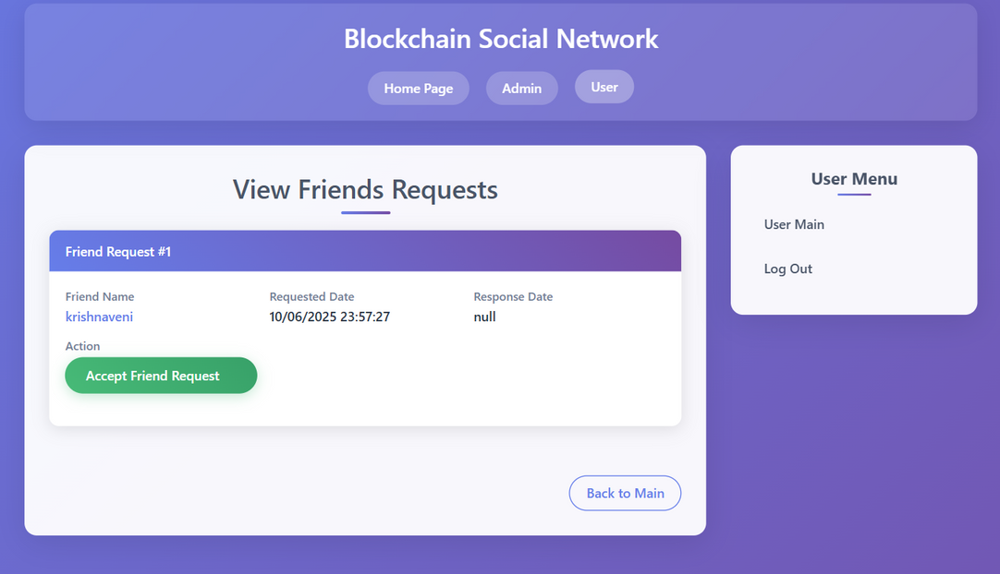 Blockchain Social Network
Home Page Admin User
View Friends Requests
Friend Request #1
Friend Name Requested Date Response Date
krishnaveni 10/06/2025 23:57:27 null
Action
Accept Friend Request
Back to Main
User Menu
User Main
Log Out